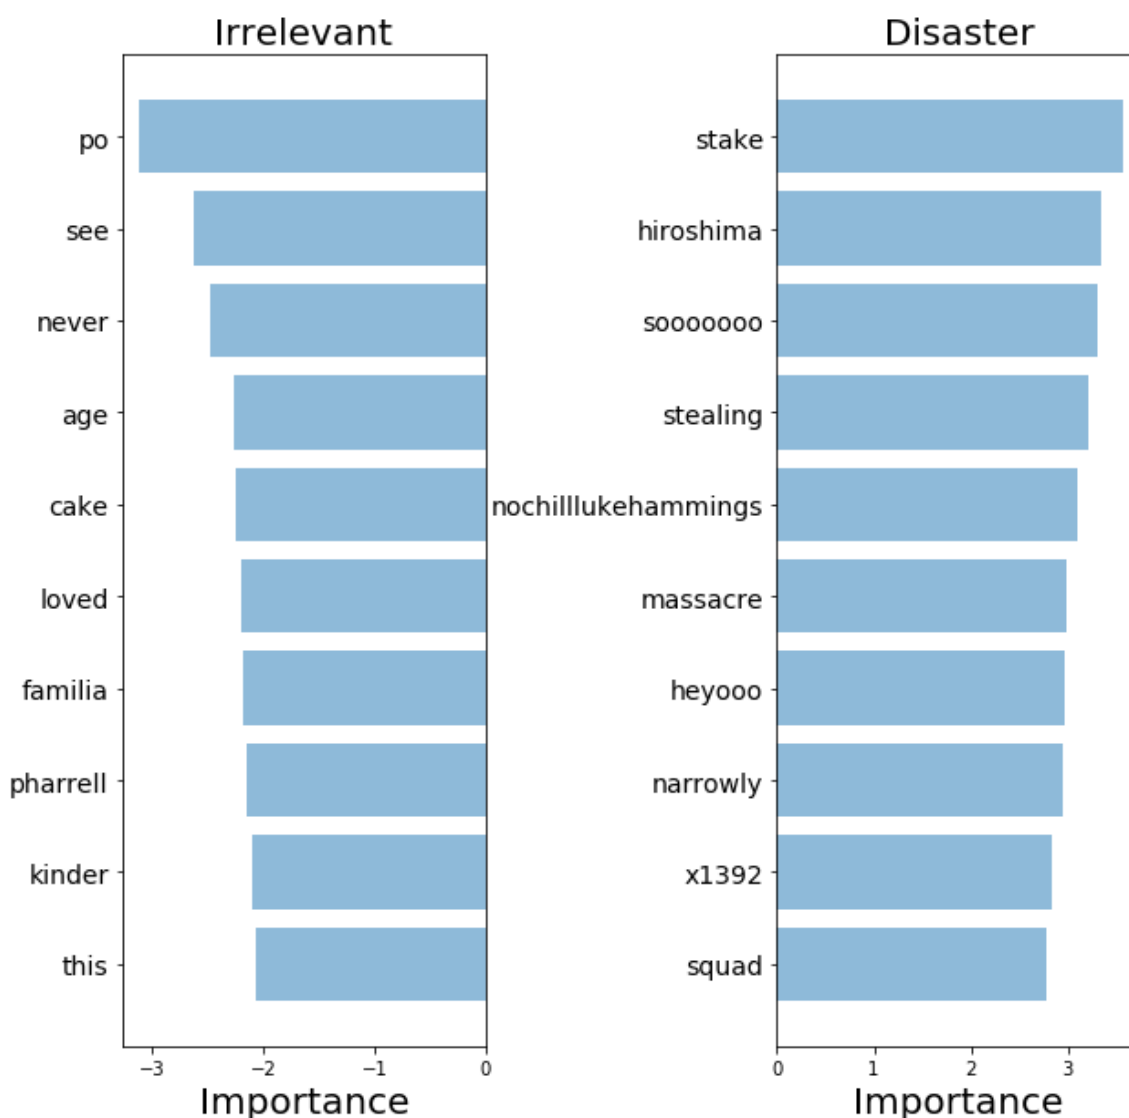 Irrelevant
po
see
never
age
cake
loved
familia
pharrell
kinder
this
−3 −2 −1 0
Importance
Disaster
stake
hiroshima
sooooooo
stealing
nochilllukehammings
massacre
heyooo
narrowly
x1392
squad
0 1 2 3
Importance